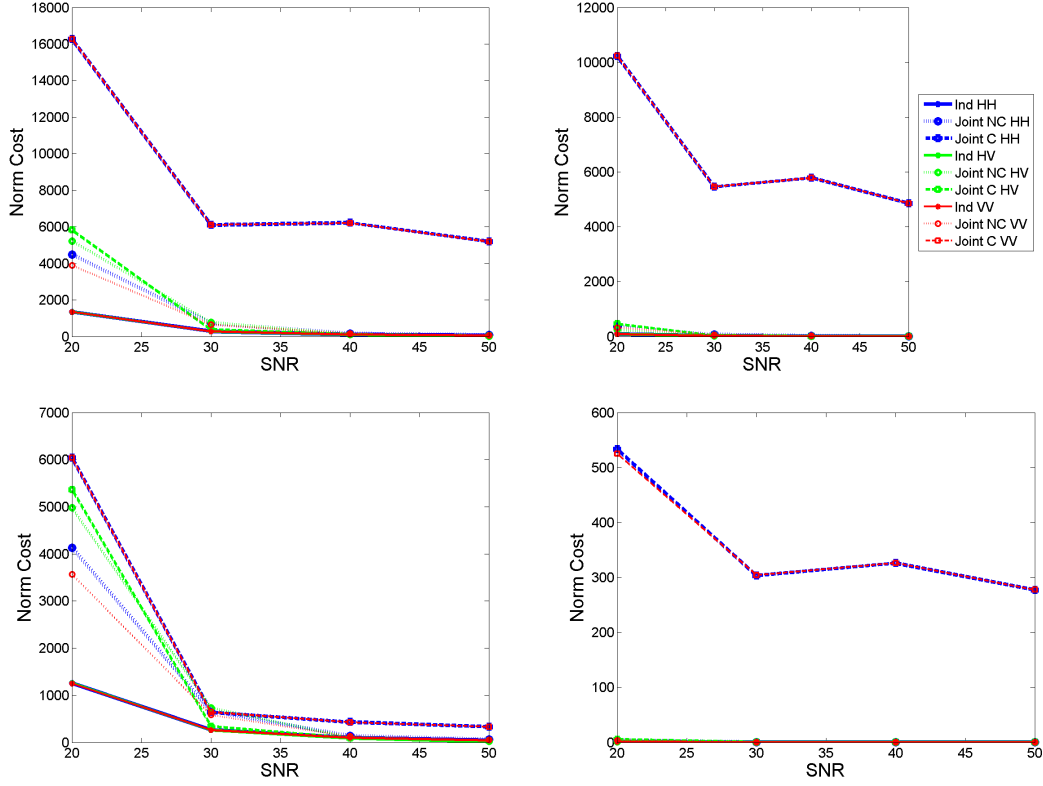 18000
16000
14000
12000
10000
8000
6000
4000
2000
0
Norm Cost
20 25 30 35 40 45 50
SNR
12000
10000
8000
6000
4000
2000
0
Norm Cost
20 25 30 35 40 45 50
SNR
Ind HH
Joint NC HH
Joint C HH
Ind HV
Joint NC HV
Joint C HV
Ind VV
Joint NC VV
Joint C VV
7000
6000
5000
4000
3000
2000
1000
0
Norm Cost
20 25 30 35 40 45 50
SNR
600
500
400
300
200
100
0
Norm Cost
20 25 30 35 40 45 50
SNR